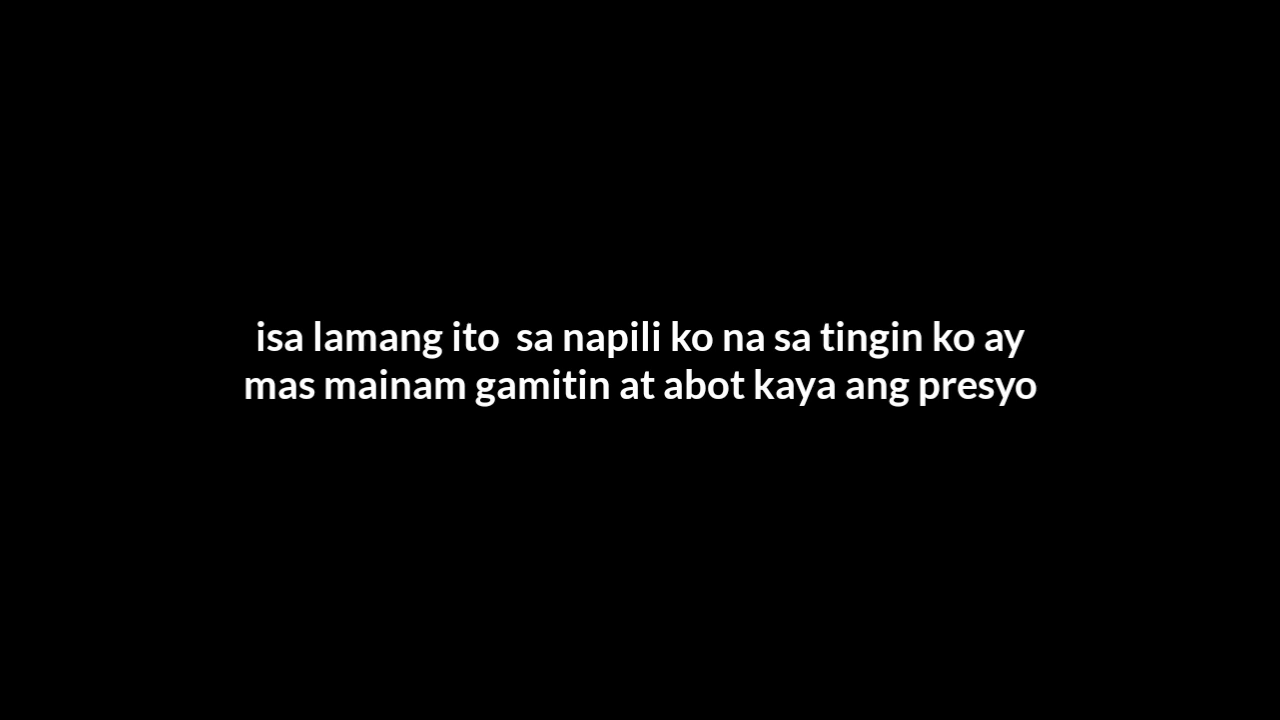 isa lamang ito  sa napili ko na sa tingin ko ay
mas mainam gamitin at abot kaya ang presyo